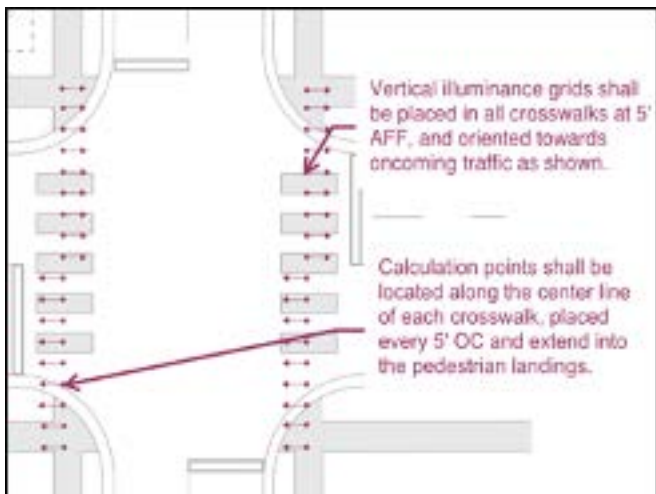 Vertical illuminance grids shall
be placed in all crosswalks at 5'
AFF, and oriented towards
oncoming traffic as shown.
Calculation points shall be
located along the center line
of each crosswalk, placed
every 5' OC and extend into
the pedestrian landings.